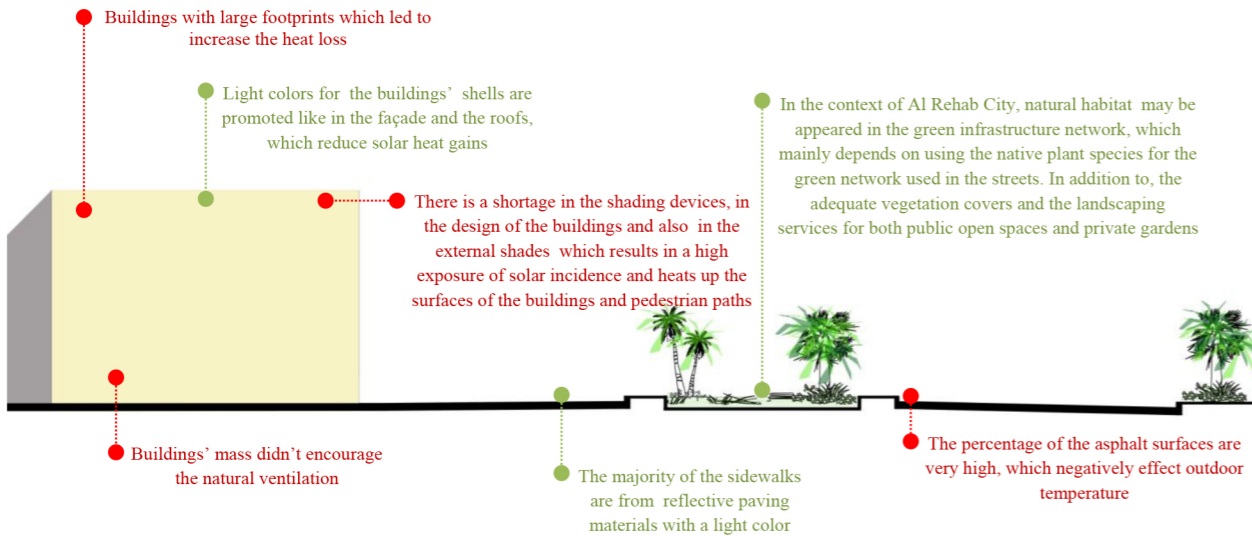 Buildings with large footprints which led to
increase the heat loss
Light colors for the buildings’ shells are
promoted like in the façade and the roofs,
which reduce solar heat gains
There is a shortage in the shading devices, in
the design of the buildings and also in the
external shades which results in a high
exposure of solar incidence and heats up the
surfaces of the buildings and pedestrian paths
In the context of Al Rehab City, natural habitat may be
appeared in the green infrastructure network, which
mainly depends on using the native plant species for the
green network used in the streets. In addition to, the
adequate vegetation covers and the landscaping
services for both public open spaces and private gardens
Buildings’ mass didn’t encourage
the natural ventilation
The majority of the sidewalks
are from reflective paving
materials with a light color
The percentage of the asphalt surfaces are
very high, which negatively effect outdoor
temperature